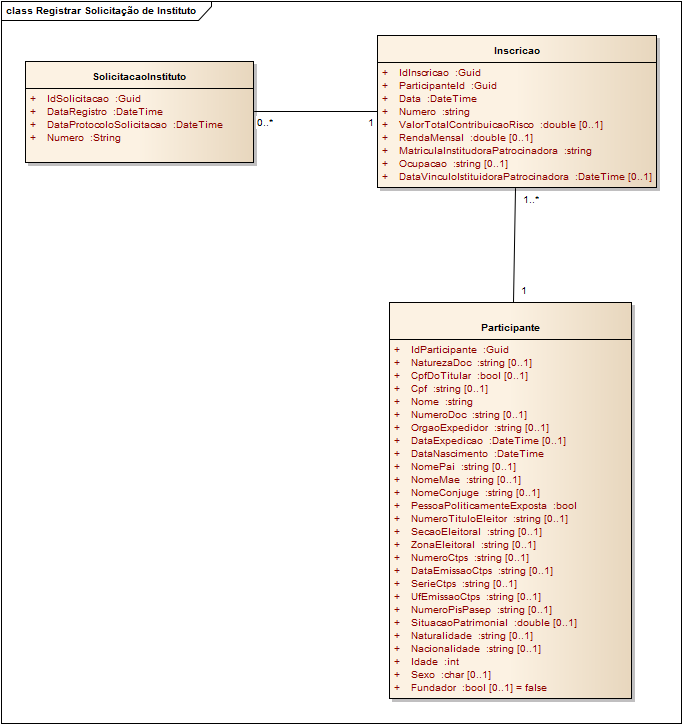 class Registrar Solicitação de Instituto
SolicitacaoInstituto
+ IdSolicitacao :Guid
+ DataRegistro :DateTime
+ DataProtocoloSolicitacao :DateTime
+ Numero :String
0..*
1
Inscricao
+ IdInscricao :Guid
+ ParticipanteId :Guid
+ Data :DateTime
+ Numero :string
+ ValorTotalContribuicaoRisco :double [0..1]
+ RendaMensal :double [0..1]
+ MatriculaInstitudoraPatrocinadora :string
+ Ocupacao :string [0..1]
+ DataVinculoIstituidoraPatrocinadora :DateTime [0..1]
1..*
1
Participante
+ IdParticipante :Guid
+ NaturezaDoc :string [0..1]
+ CpfDoTitular :bool [0..1]
+ Cpf :string [0..1]
+ Nome :string
+ NumeroDoc :string [0..1]
+ OrgaoExpedidor :string [0..1]
+ DataExpedicao :DateTime [0..1]
+ DataNascimento :DateTime
+ NomePai :string [0..1]
+ NomeMae :string [0..1]
+ NomeConjuge :string [0..1]
+ PessoaPoliticamenteExposta :bool
+ NumeroTituloEleitor :string [0..1]
+ SecaoEleitoral :string [0..1]
+ ZonaEleitoral :string [0..1]
+ NumeroCtps :string [0..1]
+ DataEmissaoCtps :string [0..1]
+ SerieCtps :string [0..1]
+ UfEmissaoCtps :string [0..1]
+ NumeroPisPasep :string [0..1]
+ SituacaoPatrimonial :double [0..1]
+ Naturalidade :string [0..1]
+ Nacionalidade :string [0..1]
+ Idade :int
+ Sexo :char [0..1]
+ Fundador :bool [0..1] = false